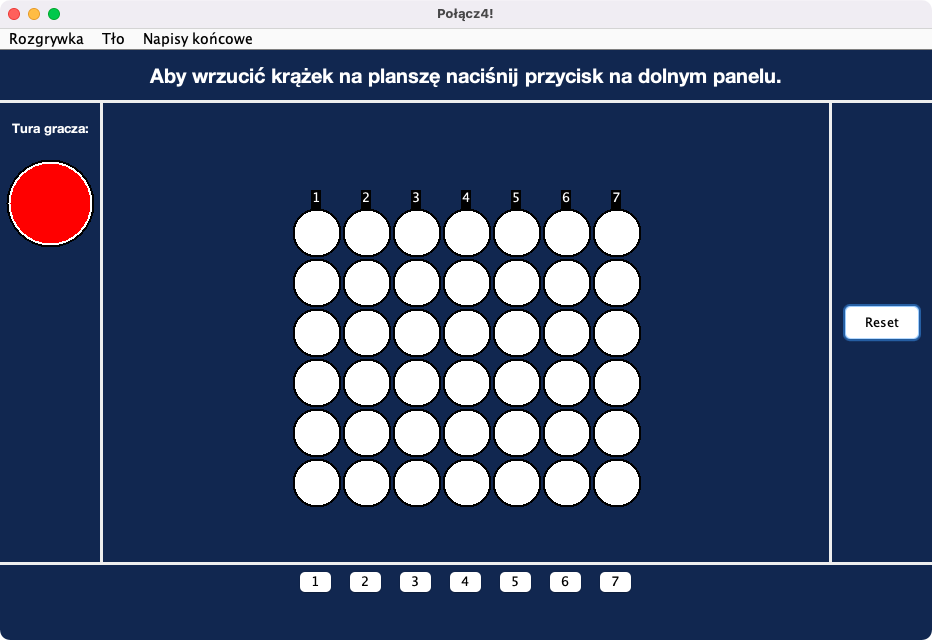 Połącz4!
Rozgrywka Tło Napisy końcowe
Aby wrzucić krążek na planszę naciśnij przycisk na dolnym panelu.
Tura gracza:
1 2 3 4 5 6 7
Reset
1 2 3 4 5 6 7